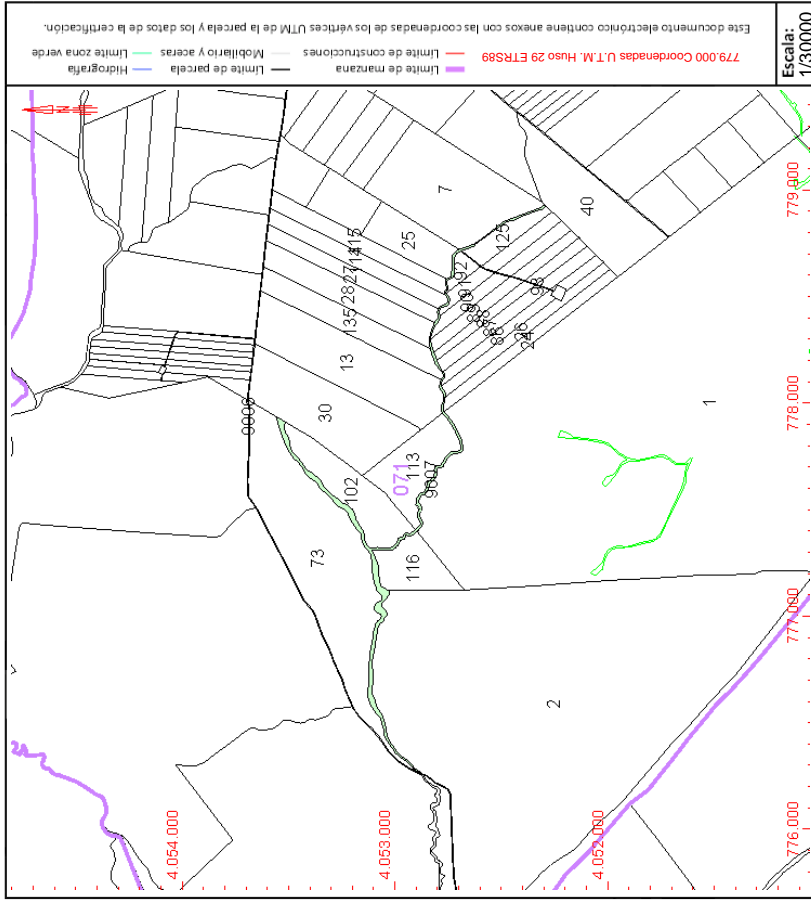 Este documento electrónico contiene anexos con las coordenadas de los vértices UTM de la parcela y los datos de la certificación.
779.000 Coordenadas U.T.M. Huso 29 ETRS89
Límite de manzana
Límite de parcela
Límite de construcciones
Mobiliario y aceras
Límite zona verde
Hidrografía
Escala:
1/30000
4.054.000
4.053.000
4.052.000
776.000
777.000
778.000
779.000
7
40
25
125
13
30
102
071
113
9007
73
116
1
2